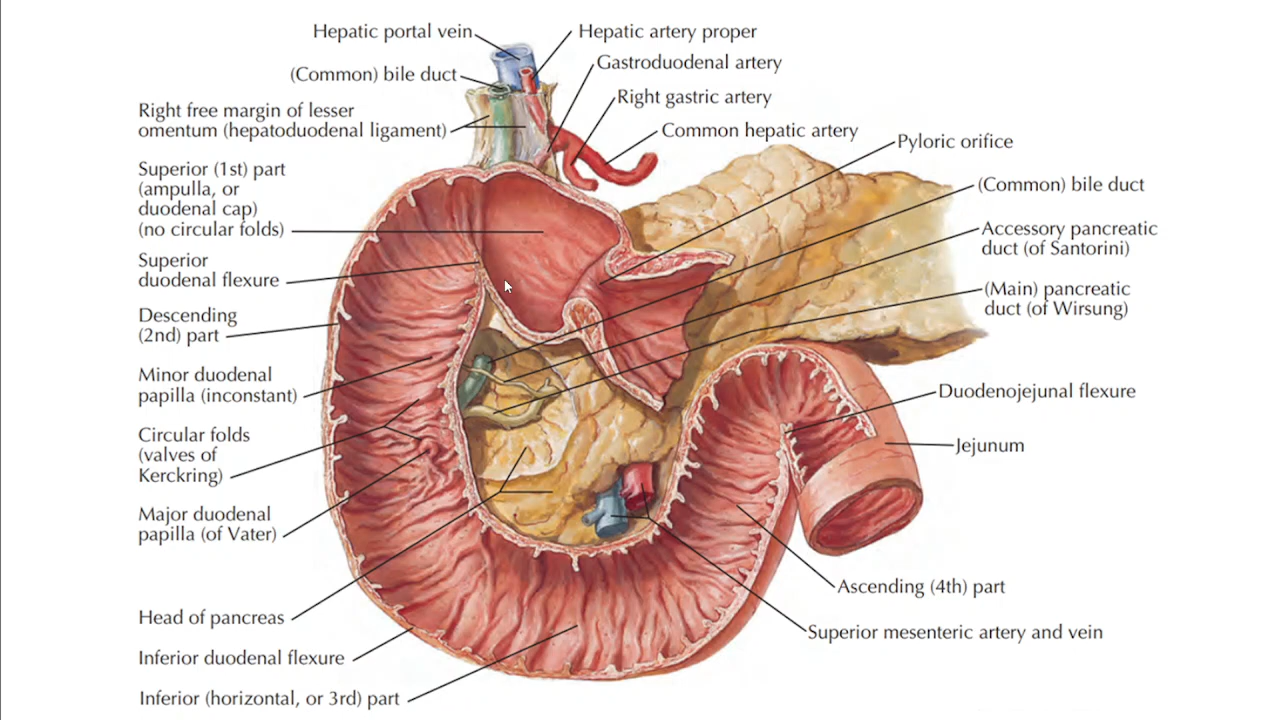 Hepatic portal vein
(Common) bile duct
Right free margin of lesser
omentum (hepatoduodenal ligament)
Superior (1st) part
(ampulla, or
duodenal cap)
(no circular folds)
Superior
duodenal flexure
Descending
(2nd) part
Minor duodenal
papilla (inconstant)
Circular folds
(valves of
Kerckring)
Major duodenal
papilla (of Vater)
Head of pancreas
Inferior duodenal flexure
Inferior (horizontal, or 3rd) part
Hepatic artery proper
Gastroduodenal artery
Right gastric artery
Common hepatic artery
Pyloric orifice
(Common) bile duct
Accessory pancreatic
duct (of Santorini)
(Main) pancreatic
duct (of Wirsung)
Duodenojejunal flexure
Jejunum
Ascending (4th) part
Superior mesenteric artery and vein